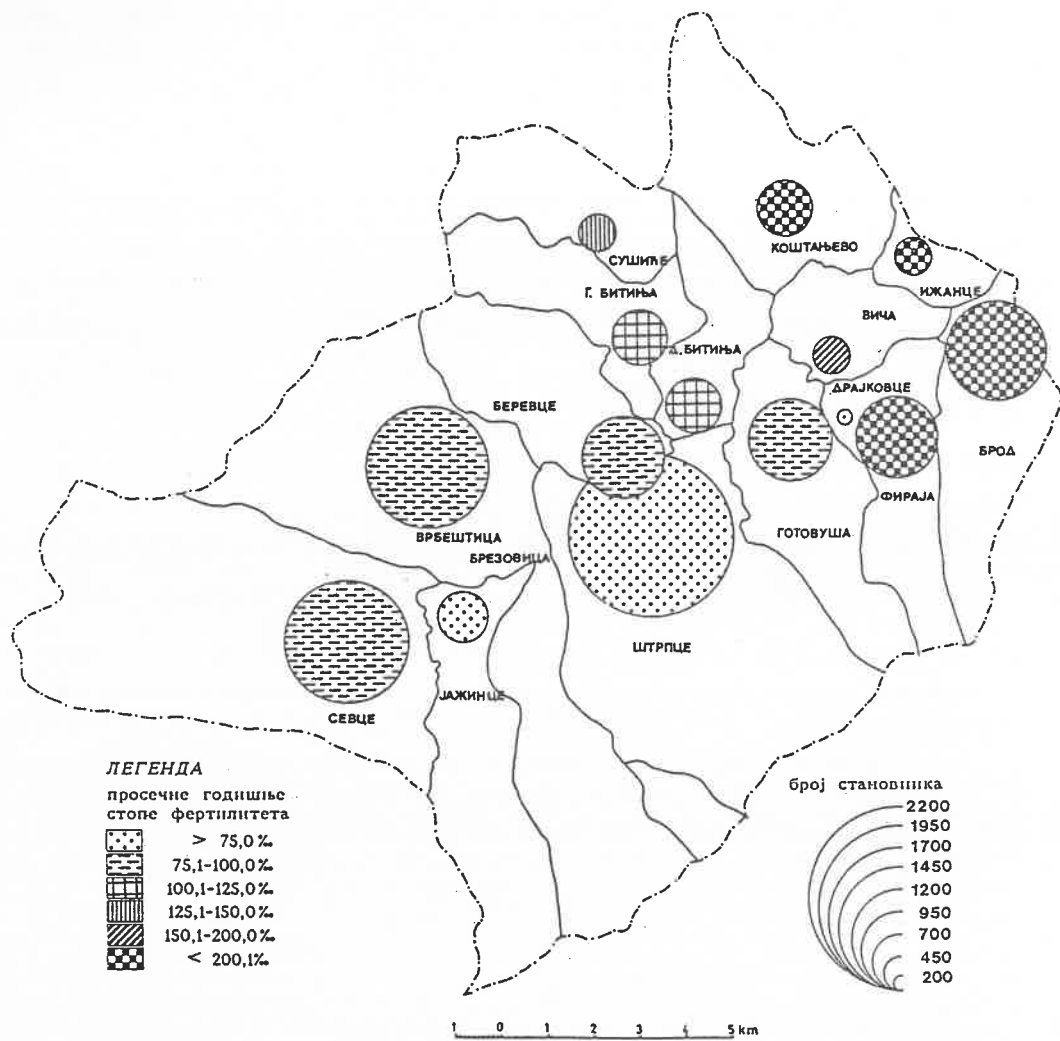 КОШТАЊЕВО
СУШИЋЕ
ИЖАНЦЕ
Г. БИТИЊА
ВИЧА
Д. БИТИЊА
ДРАЈКОВЦЕ
БЕРЕВЦЕ
БРОД
ФИРАЈА
ВРБЕШТИЦА
ГОТОВУША
БРЕЗОВИЦА
ШТРПЦЕ
ЈАЖИНЦЕ
СЕВЦЕ
ЛЕГЕНДА
просечне годишње
стопе фертилитета
> 75,0‰
75,1-100,0‰
100,1-125,0‰
125,1-150,0‰
150,1-200,0‰
< 200,1‰
број становника
2200
1950
1700
1450
1200
950
700
450
200
1 0 1 2 3 4 5 km